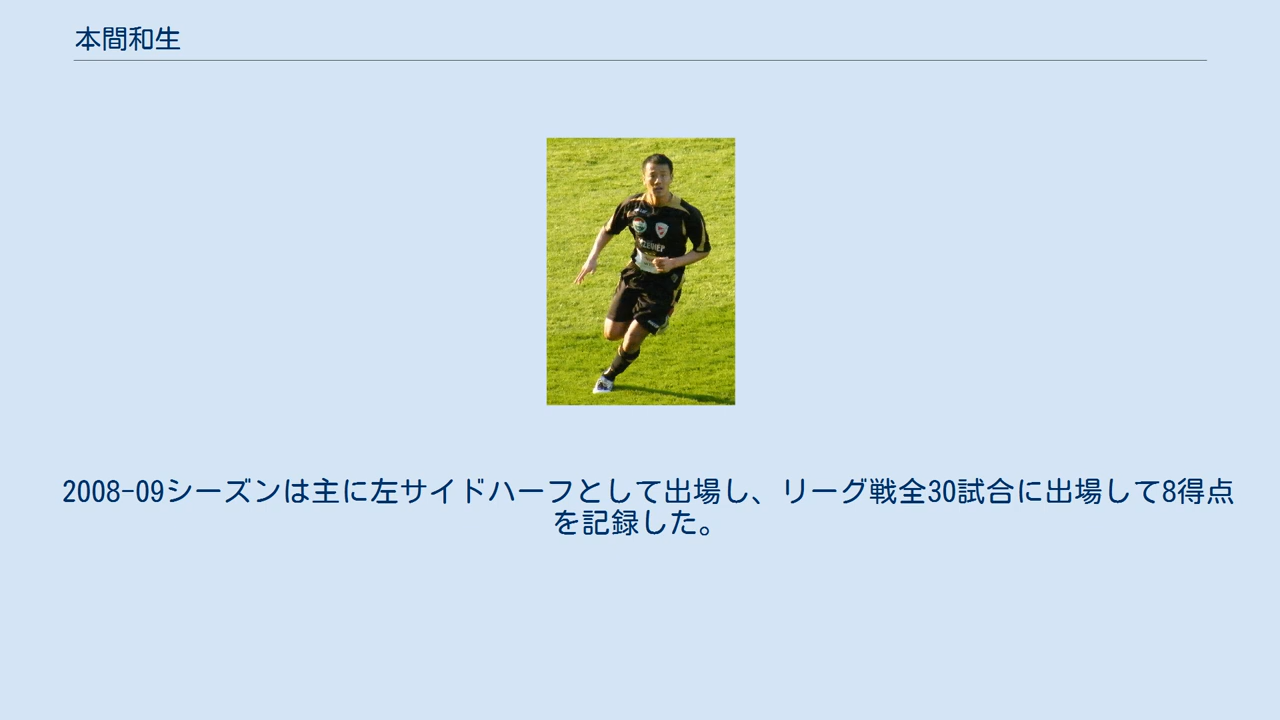 本間和生
2008-09シーズンは主に左サイドハーフとして出場し、リーグ戦全30試合に出場して8得点
を記録した。